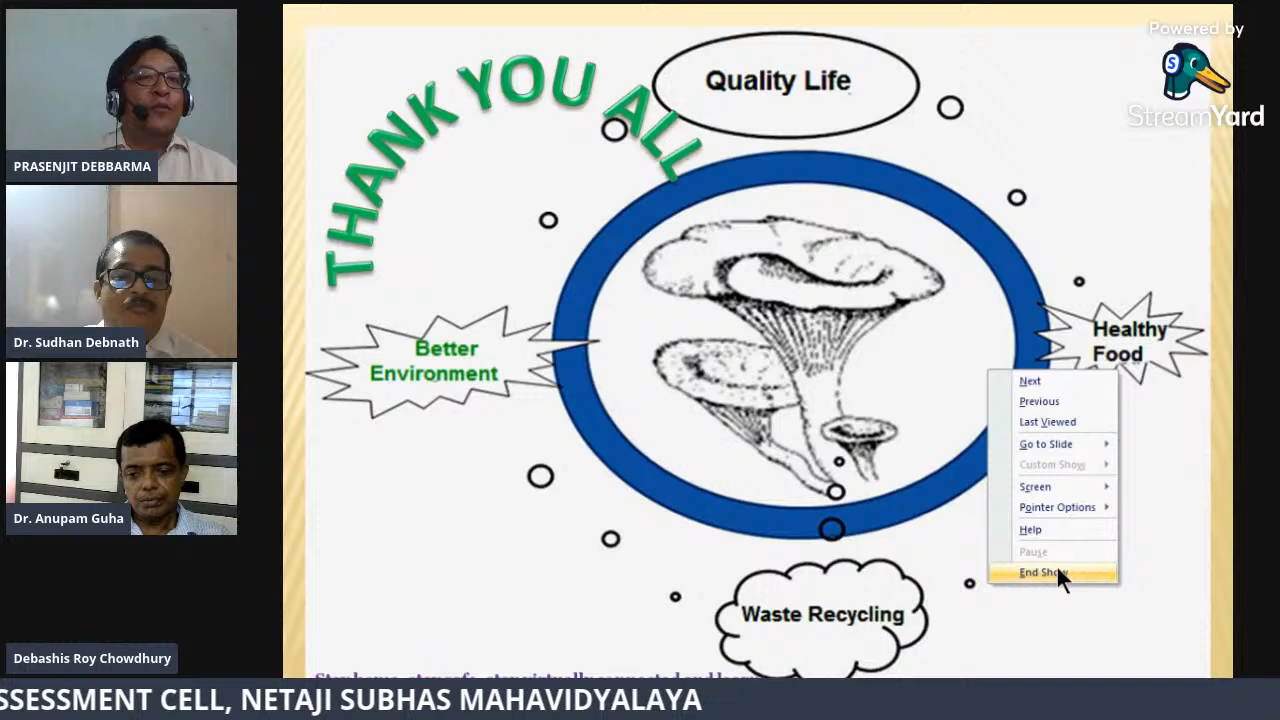 PRASENJIT DEBBARMA
Dr. Sudhan Debnath
Dr. Anupam Guha
Debashis Roy Chowdhury
THANK YOU ALL
Quality Life
Powered by
S
StreamYard
Better
Environment
Healthy
Food
Next
Previous
Last Viewed
Go to Slide
Custom Show
Screen
Pointer Options
Help
Pause
End Show
Waste Recycling
SSESSMENT CELL, NETAJI SUBHAS MAHAVIDYALAYA